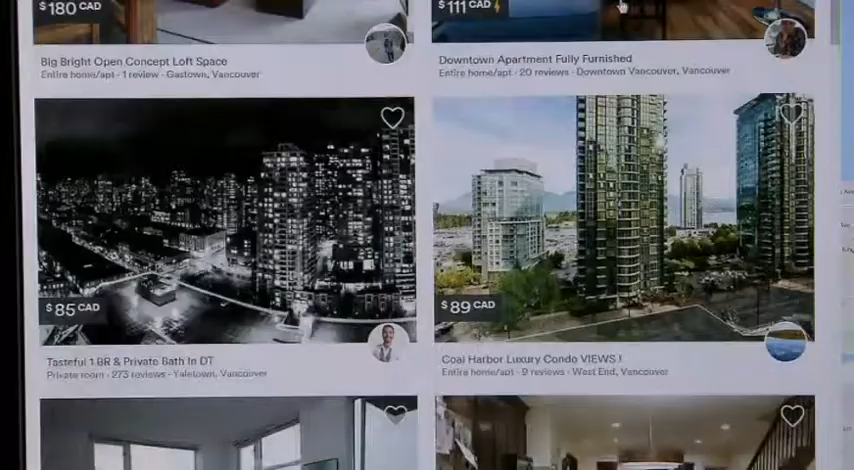 $180 CAD
$111 CAD
Big Bright Open Concept Loft Space
Entire home/apt · 1 review · Gastown, Vancouver
Downtown Apartment Fully Furnished
Entire home/apt · 20 reviews · Downtown Vancouver, Vancouver
$85 CAD
$89 CAD
Tasteful 1 BR & Private Bath in DT
Private room · 273 reviews · Yaletown, Vancouver
Coal Harbor Luxury Condo VIEWS !
Entire home/apt · 9 reviews · West End, Vancouver